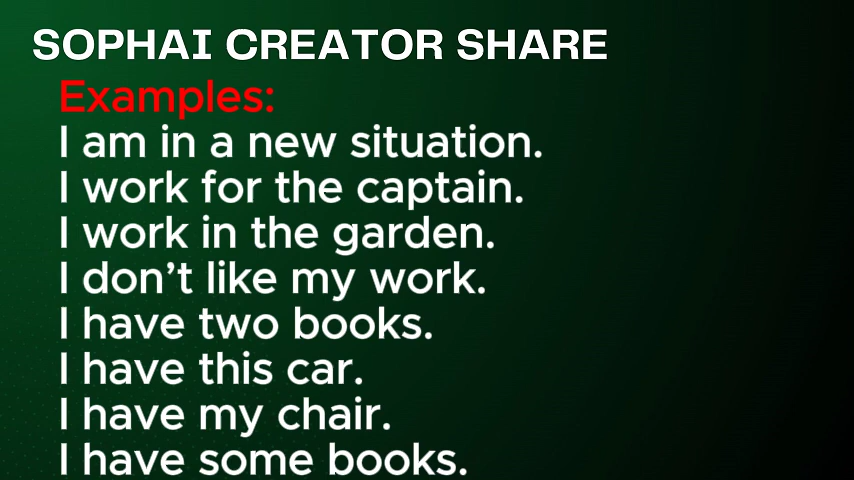 SOPHAI CREATOR SHARE
Examples:
I am in a new situation.
I work for the captain.
I work in the garden.
I don’t like my work.
I have two books.
I have this car.
I have my chair.
I have some books.